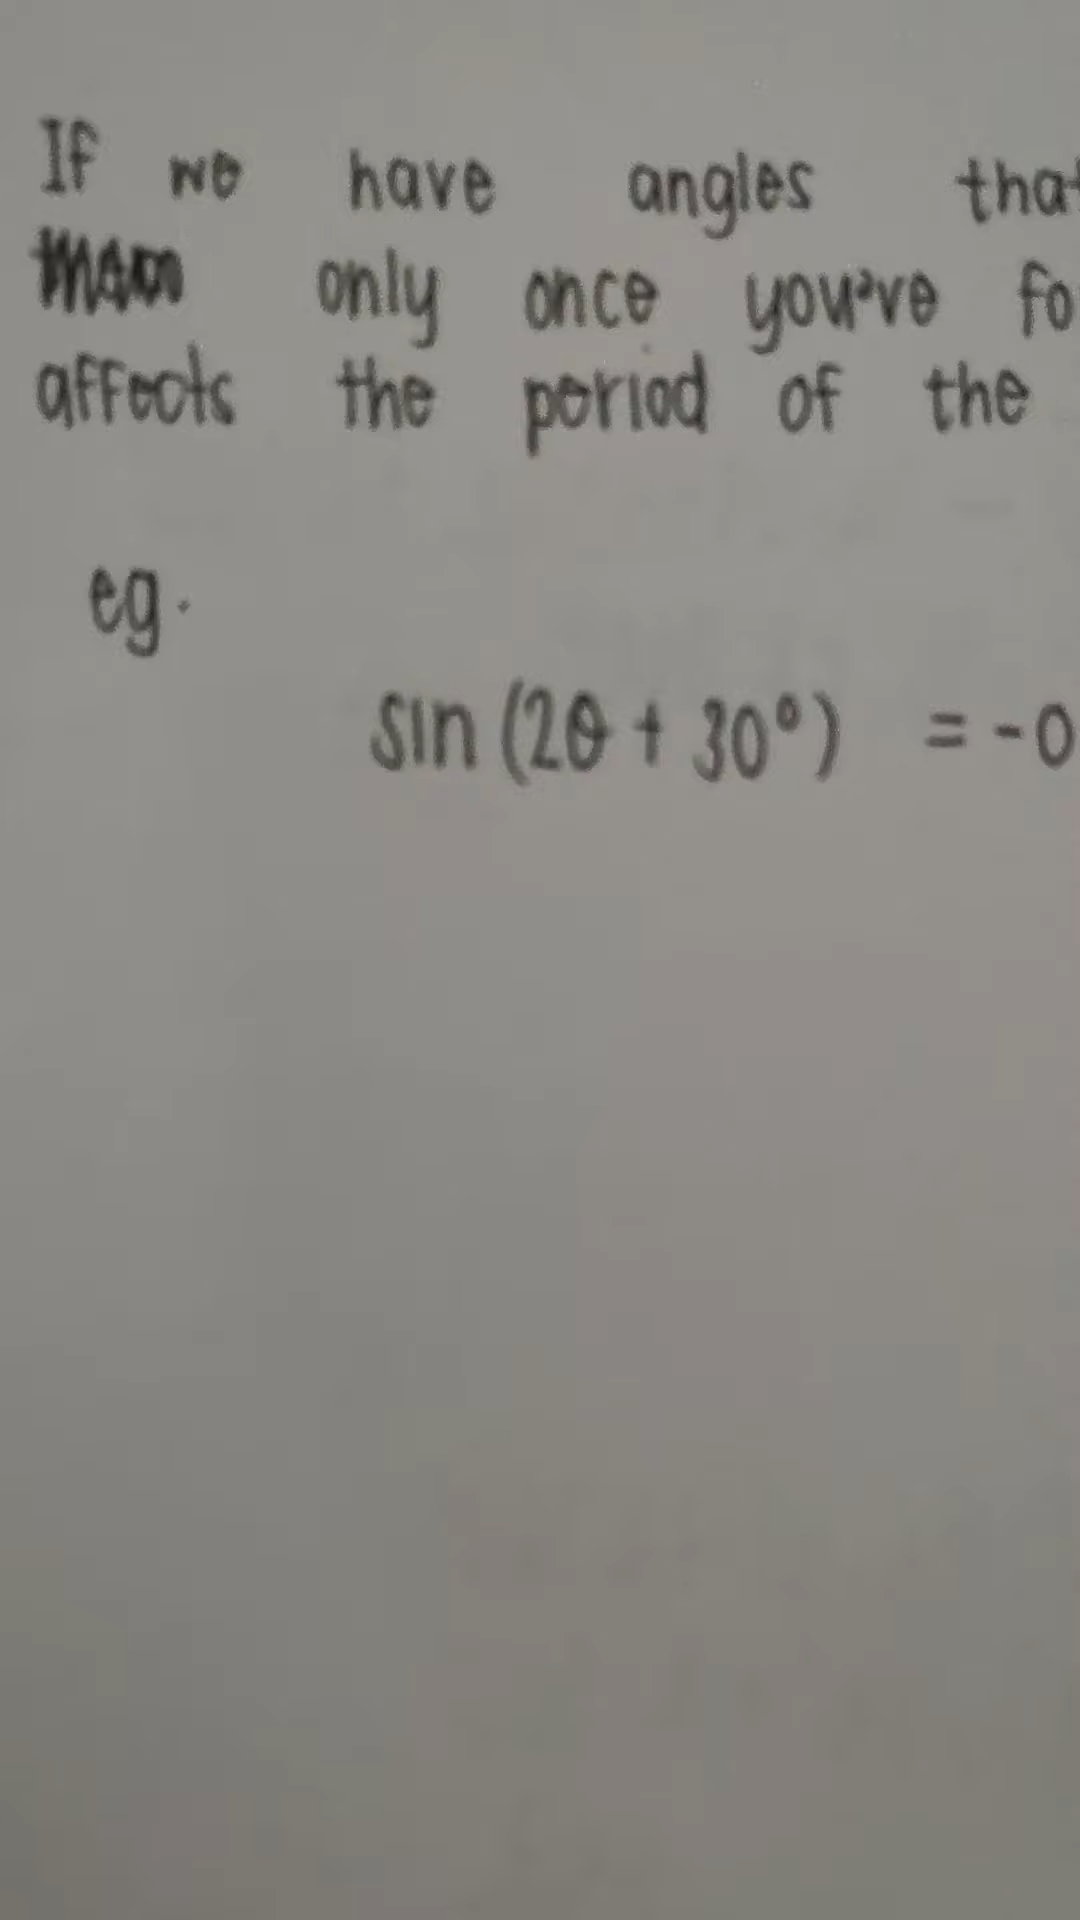 If we have angles that
them only once you've fo
affects the period of the
eg.
sin (2θ + 30°) = -0